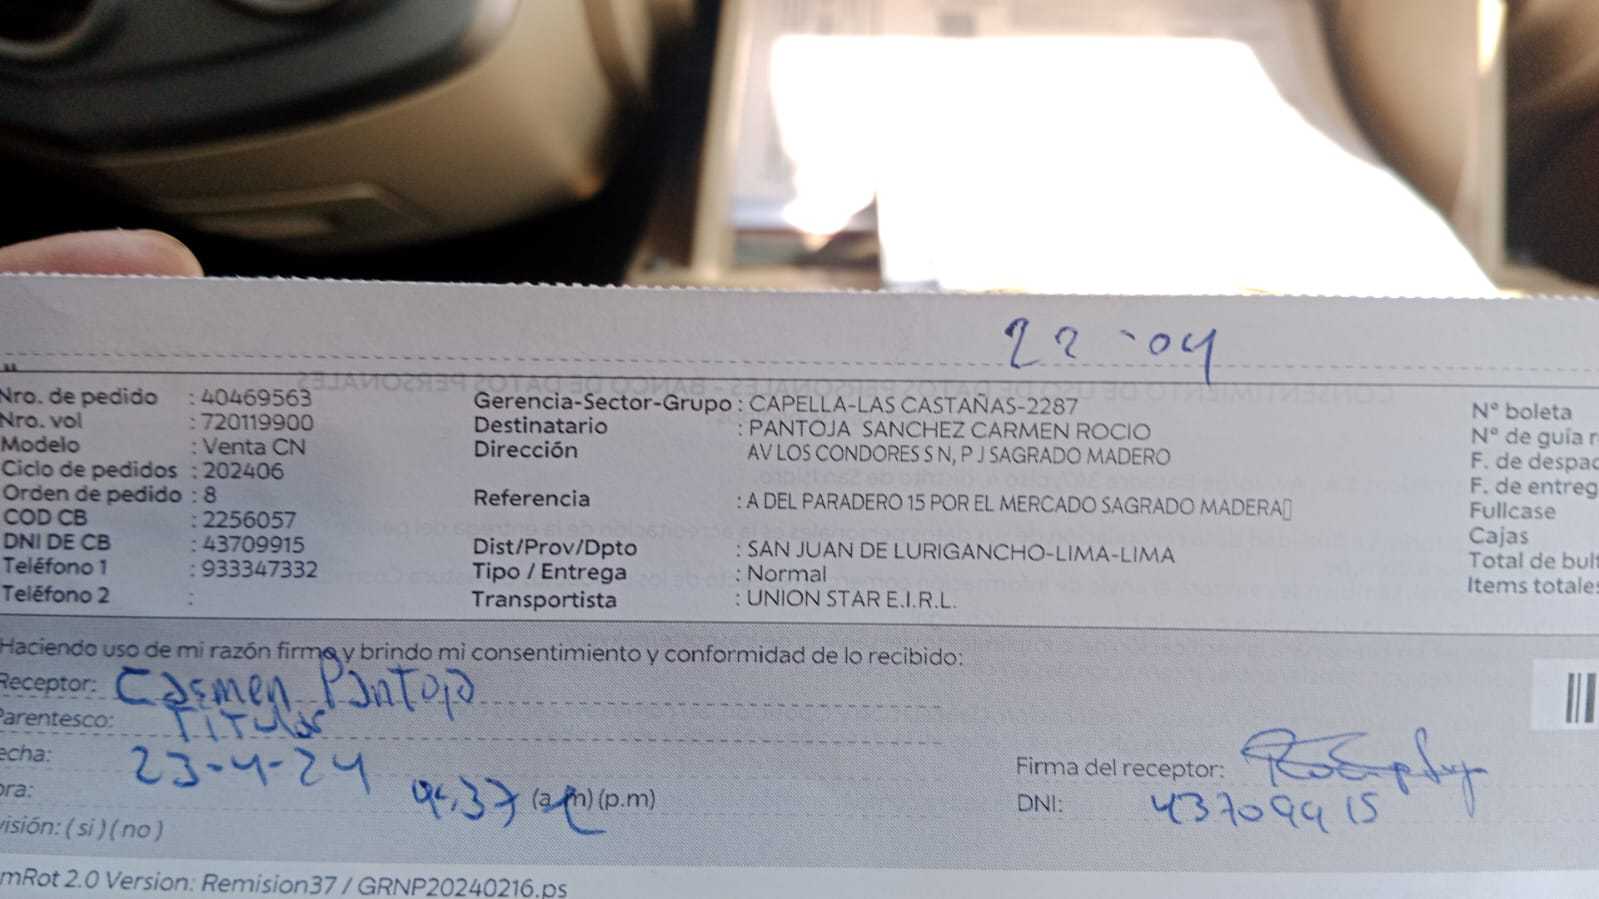 22-04
Nro. de pedido : 40469563
Nro. vol : 720119900
Modelo : Venta CN
Ciclo de pedidos : 202406
Orden de pedido : 8
COD CB : 2256057
DNI DE CB : 43709915
Teléfono 1 : 933347332
Teléfono 2 :
Gerencia-Sector-Grupo : CAPELLA-LAS CASTAÑAS-2287
Destinatario : PANTOJA SANCHEZ CARMEN ROCIO
Dirección AV LOS CONDORES S N, P J SAGRADO MADERO
Referencia : A DEL PARADERO 15 POR EL MERCADO SAGRADO MADERA▯
Dist/Prov/Dpto : SAN JUAN DE LURIGANCHO-LIMA-LIMA
Tipo / Entrega : Normal
Transportista : UNION STAR E.I.R.L.
N° boleta
N° de guía r
F. de despac
F. de entreg
Fullcase
Cajas
Total de bult
Items totales
Haciendo uso de mi razón firmo y brindo mi consentimiento y conformidad de lo recibido:
Receptor: Carmen Pantoja
Parentesco: Titular
echa: 23-4-24
ora: 9:37 (a.m) (p.m)
visión: ( si ) ( no )
Firma del receptor:
DNI: 43709915
mRot 2.0 Version: Remision37 / GRNP20240216.ps